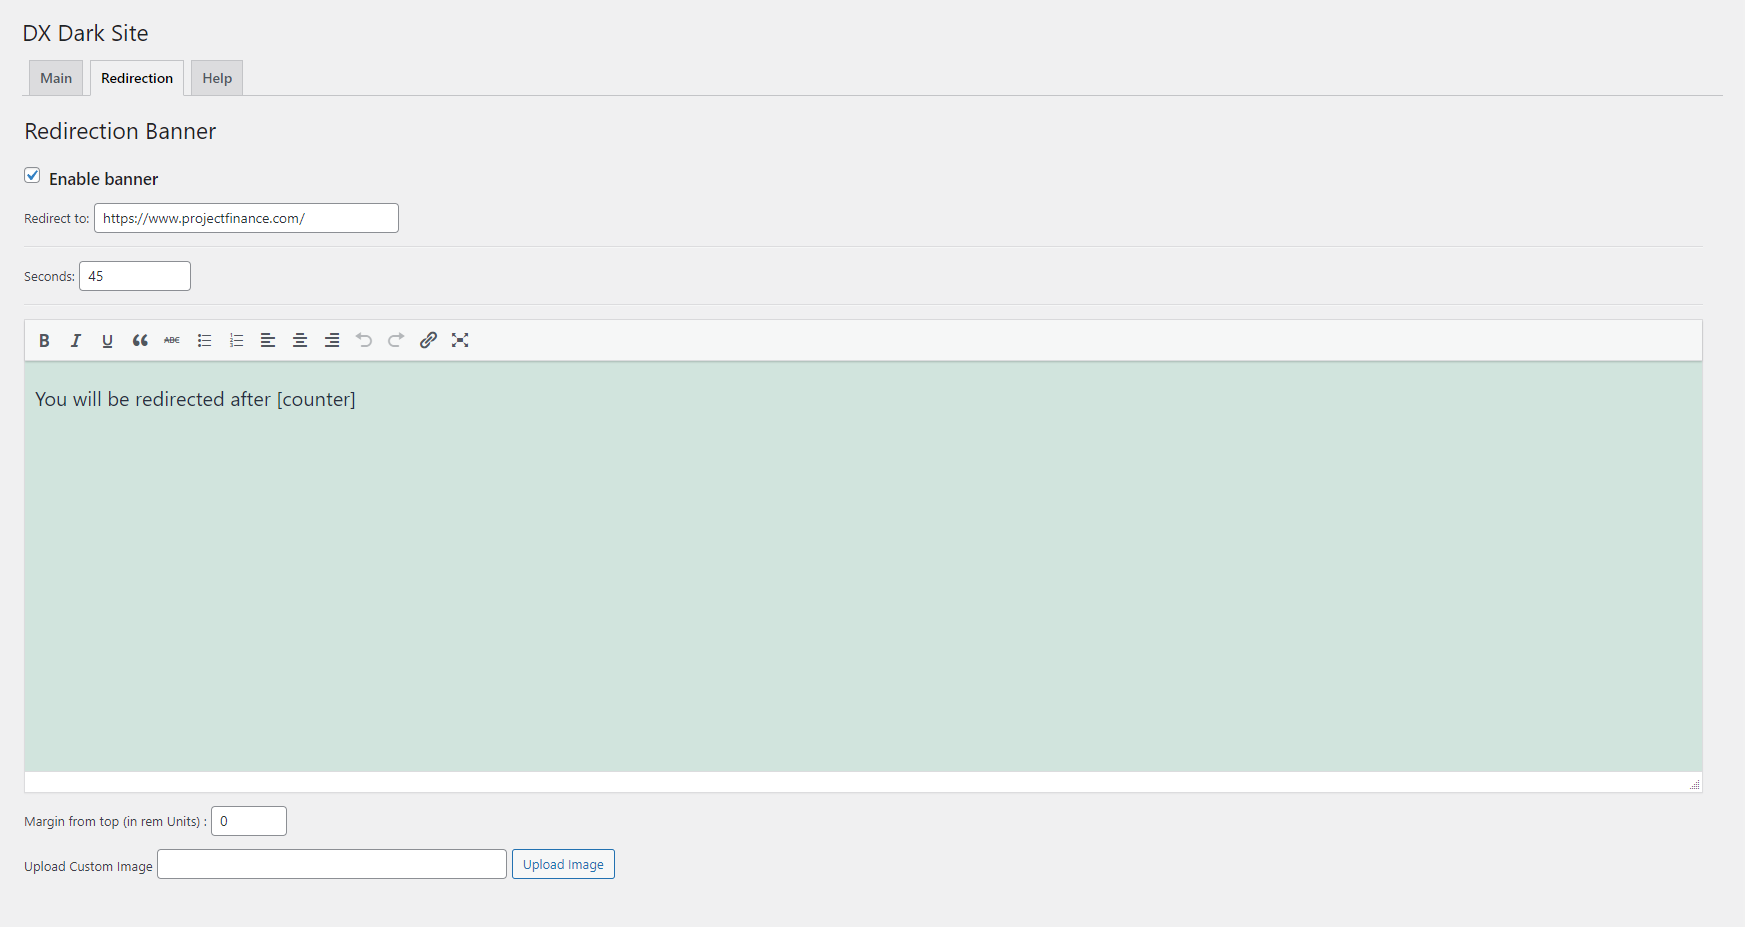 DX Dark Site
Main Redirection Help
Redirection Banner
Enable banner
Redirect to: https://www.projectfinance.com/
Seconds: 45
B I U ABC
You will be redirected after [counter]
Margin from top (in rem Units) : 0
Upload Custom Image Upload Image